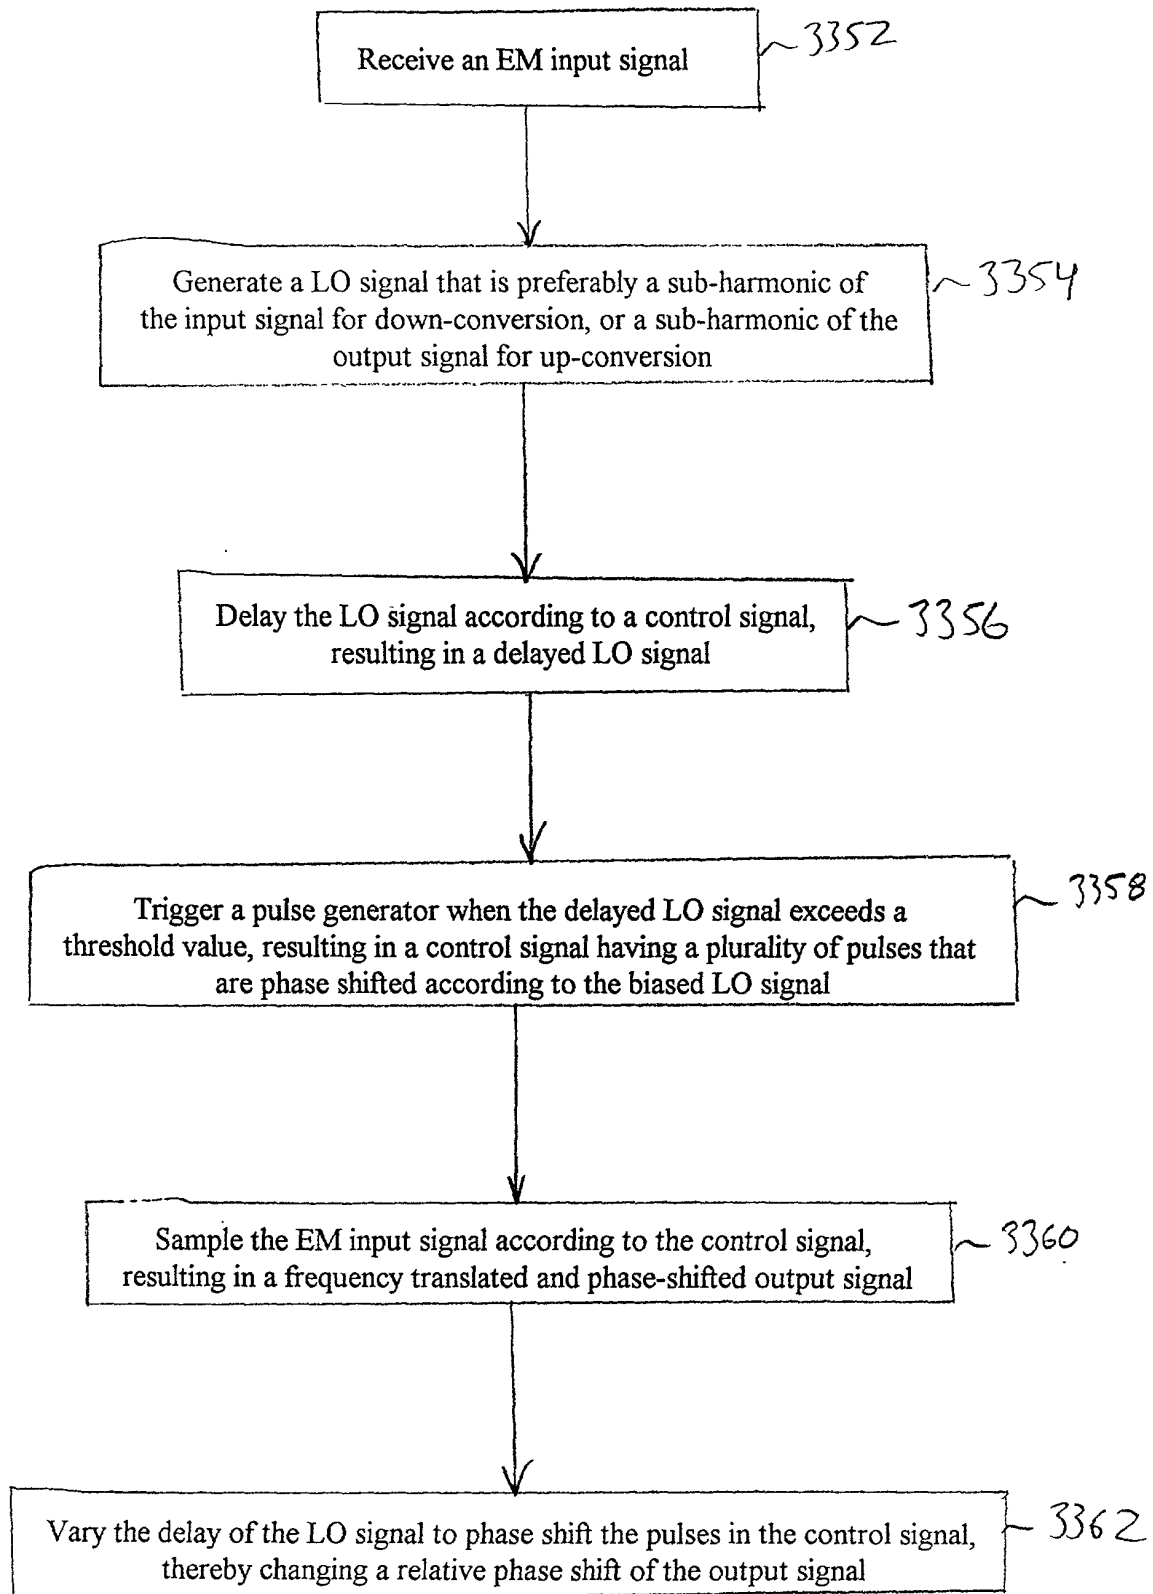 Receive an EM input signal
3352
Generate a LO signal that is preferably a sub-harmonic of
the input signal for down-conversion, or a sub-harmonic of the
output signal for up-conversion
3354
Delay the LO signal according to a control signal,
resulting in a delayed LO signal
3356
Trigger a pulse generator when the delayed LO signal exceeds a
threshold value, resulting in a control signal having a plurality of pulses that
are phase shifted according to the biased LO signal
3358
Sample the EM input signal according to the control signal,
resulting in a frequency translated and phase-shifted output signal
3360
Vary the delay of the LO signal to phase shift the pulses in the control signal,
thereby changing a relative phase shift of the output signal
3362